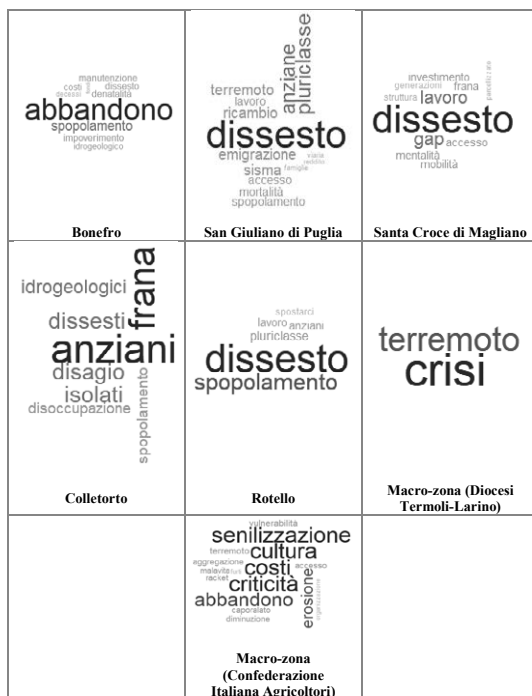 manutenzione
costi dissesto
decessi denatalità
abbandono
spopolamento
impoverimento
idrogeologico
Bonefro
anziane
pluriclasse
terremoto
lavoro
ricambio
dissesto
emigrazione
sisma famiglia
accesso
mortalità
spopolamento
San Giuliano di Puglia
investimento
generazioni frana
struttura lavoro
dissesto
gap accesso
mentalità
mobilità
Santa Croce di Magliano
idrogeologici
frana
dissesti
anziani
disagio
isolati
disoccupazione
spopolamento
Colletorto
spostarci
lavoro anziani
pluriclasse
dissesto
spopolamento
Rotello
terremoto
crisi
Macro-zona (Diocesi
Termoli-Larino)
vulnerabilità
senilizzazione
terremoto cultura
aggregazione costi accesso
malavita furti
racket criticità
abbandono
erosione
caporalato
diminuzione
Macro-zona
(Confederazione
Italiana Agricoltori)